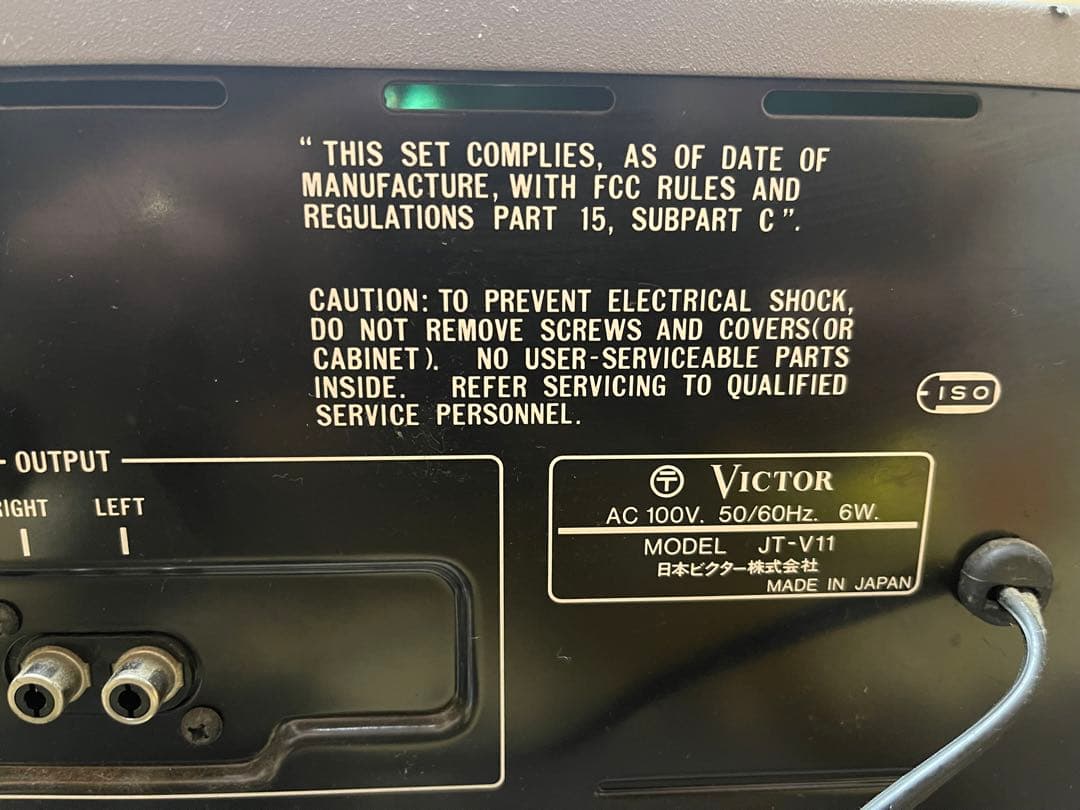 “ THIS SET COMPLIES, AS OF DATE OF
MANUFACTURE, WITH FCC RULES AND
REGULATIONS PART 15, SUBPART C ”.
CAUTION: TO PREVENT ELECTRICAL SHOCK,
DO NOT REMOVE SCREWS AND COVERS(OR
CABINET). NO USER-SERVICEABLE PARTS
INSIDE. REFER SERVICING TO QUALIFIED
SERVICE PERSONNEL.
ISO
OUTPUT
RIGHT LEFT
〒 VICTOR
AC 100V. 50/60Hz. 6W.
MODEL JT-V11
日本ビクター株式会社
MADE IN JAPAN